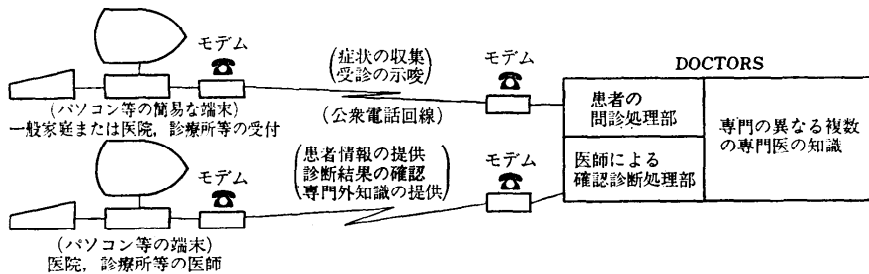 モデム
(症状の収集
受診の示唆)
モデム
DOCTORS
(パソコン等の簡易な端末)
一般家庭または医院,診療所等の受付
(公衆電話回線)
患者の
問診処理部
専門の異なる複数
の専門医の知識
モデム
(患者情報の提供
診断結果の確認
専門外知識の提供)
モデム
医師による
確認診断処理部
(パソコン等の端末)
医院,診療所等の医師